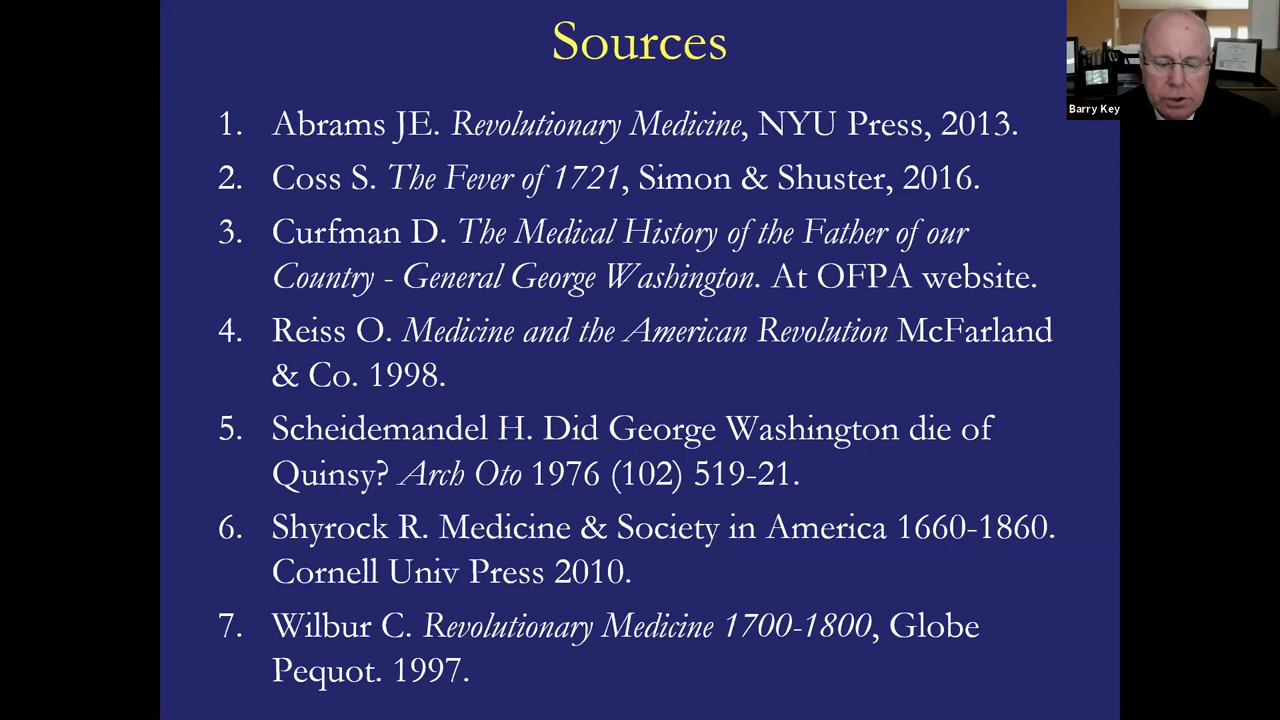 Sources
Barry Key
1. Abrams JE. Revolutionary Medicine, NYU Press, 2013.
2. Coss S. The Fever of 1721, Simon & Shuster, 2016.
3. Curfman D. The Medical History of the Father of our
Country - General George Washington. At OFPA website.
4. Reiss O. Medicine and the American Revolution McFarland
& Co. 1998.
5. Scheidemandel H. Did George Washington die of
Quinsy? Arch Oto 1976 (102) 519-21.
6. Shyrock R. Medicine & Society in America 1660-1860.
Cornell Univ Press 2010.
7. Wilbur C. Revolutionary Medicine 1700-1800, Globe
Pequot. 1997.